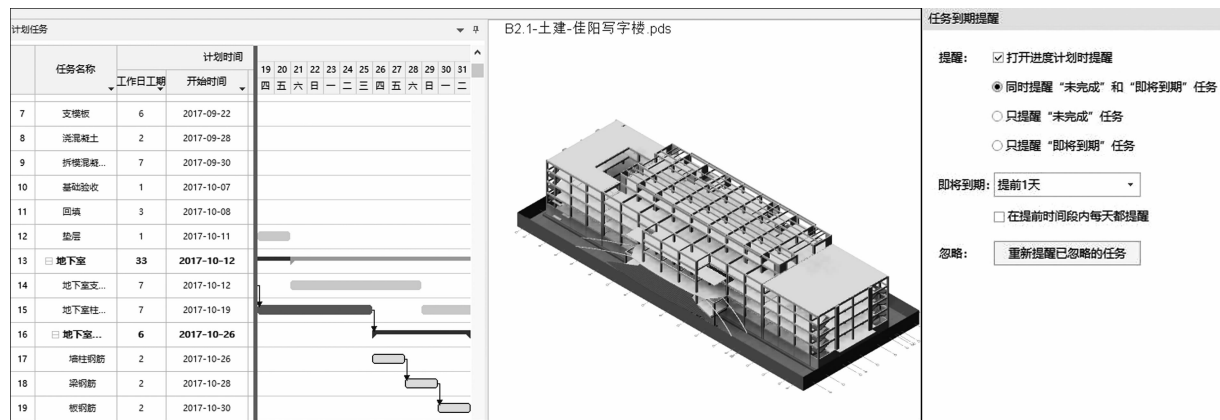 计划任务
任务名称
计划时间
工作日工期
开始时间
19 20 21 22 23 24 25 26 27 28 29 30 31
四 五 六 日 一 二 三 四 五 六 日 一 二
7 支模板 6 2017-09-22
8 浇混凝土 2 2017-09-28
9 拆模混凝... 7 2017-09-30
10 基础验收 1 2017-10-07
11 回填 3 2017-10-08
12 垫层 1 2017-10-11
13 地下室 33 2017-10-12
14 地下室支... 7 2017-10-12
15 地下室柱... 7 2017-10-19
16 地下室... 6 2017-10-26
17 墙柱钢筋 2 2017-10-26
18 梁钢筋 2 2017-10-28
19 板钢筋 2 2017-10-30
B2.1-土建-佳阳写字楼.pds
任务到期提醒
提醒： 打开进度计划时提醒
同时提醒“未完成”和“即将到期”任务
只提醒“未完成”任务
只提醒“即将到期”任务
即将到期： 提前1天
在提前时间段内每天都提醒
忽略： 重新提醒已忽略的任务